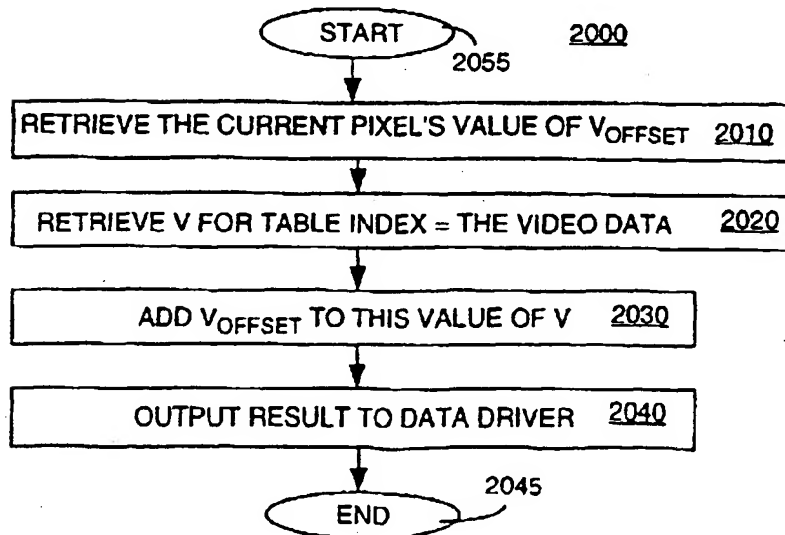 START
2000
2055
RETRIEVE THE CURRENT PIXEL'S VALUE OF VOFFSET 2010
RETRIEVE V FOR TABLE INDEX = THE VIDEO DATA 2020
ADD VOFFSET TO THIS VALUE OF V 2030
OUTPUT RESULT TO DATA DRIVER 2040
2045
END